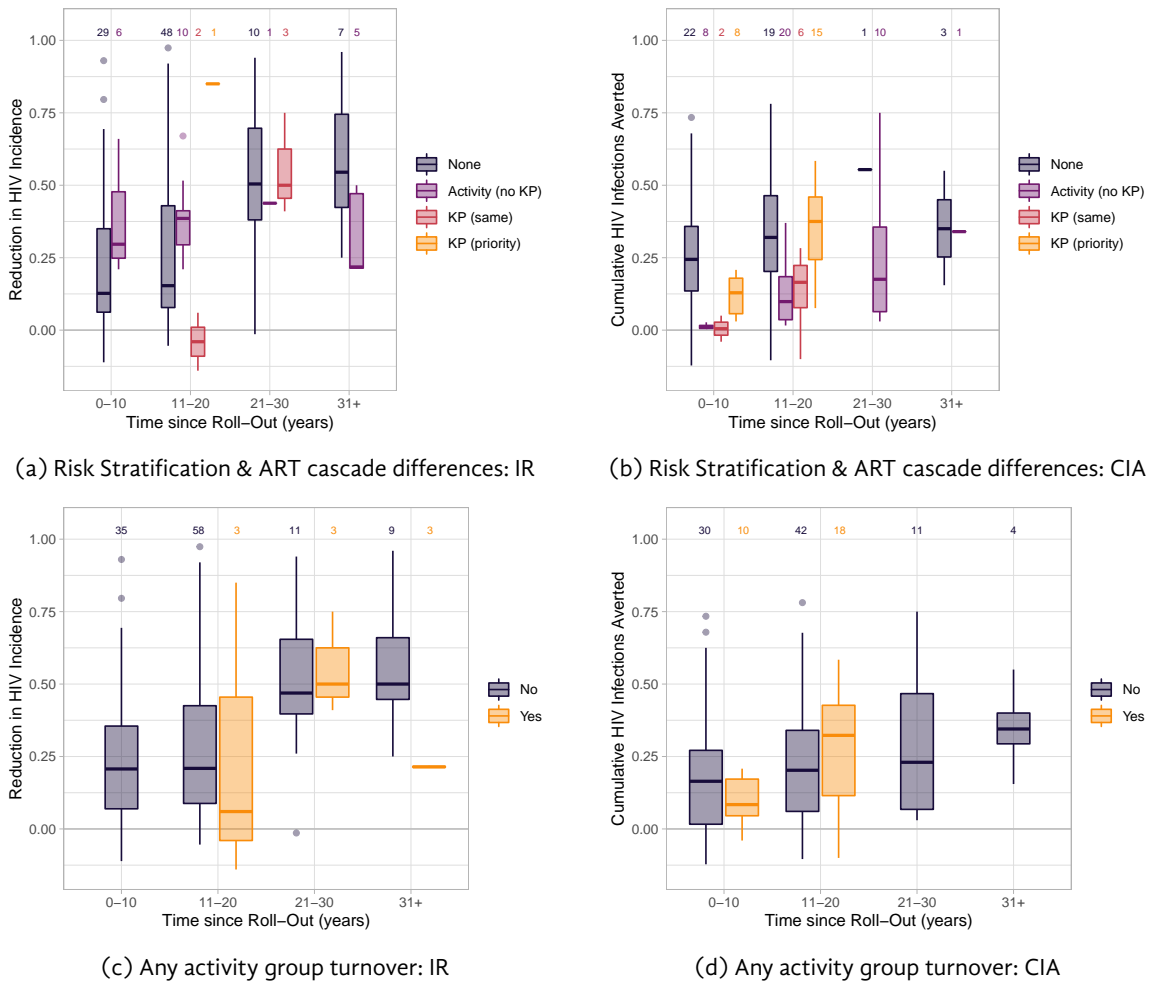 29 6 48 10 2 1 10 1 3 7 5
1.00
0.75
0.50
0.25
0.00
Reduction in HIV Incidence
0–10 11–20 21–30 31+
Time since Roll–Out (years)
None
Activity (no KP)
KP (same)
KP (priority)
(a) Risk Stratification & ART cascade differences: IR
22 8 2 8 19 20 6 15 1 10 3 1
1.00
0.75
0.50
0.25
0.00
Cumulative HIV Infections Averted
0–10 11–20 21–30 31+
Time since Roll–Out (years)
None
Activity (no KP)
KP (same)
KP (priority)
(b) Risk Stratification & ART cascade differences: CIA
35 58 3 11 3 9 3
1.00
0.75
0.50
0.25
0.00
Reduction in HIV Incidence
0–10 11–20 21–30 31+
Time since Roll–Out (years)
No
Yes
(c) Any activity group turnover: IR
30 10 42 18 11 4
1.00
0.75
0.50
0.25
0.00
Cumulative HIV Infections Averted
0–10 11–20 21–30 31+
Time since Roll–Out (years)
No
Yes
(d) Any activity group turnover: CIA